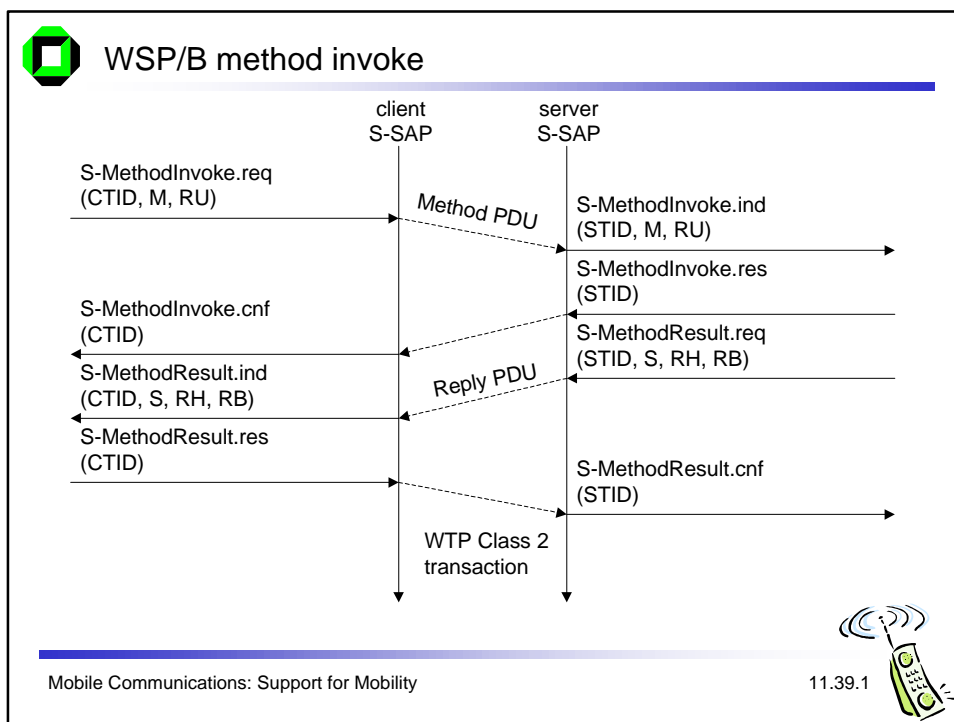 WSP/B method invoke
client
S-SAP
server
S-SAP
S-MethodInvoke.req
(CTID, M, RU)
Method PDU
S-MethodInvoke.ind
(STID, M, RU)
S-MethodInvoke.res
(STID)
S-MethodInvoke.cnf
(CTID)
S-MethodResult.req
(STID, S, RH, RB)
S-MethodResult.ind
(CTID, S, RH, RB)
Reply PDU
S-MethodResult.res
(CTID)
S-MethodResult.cnf
(STID)
WTP Class 2
transaction
Mobile Communications: Support for Mobility
11.39.1